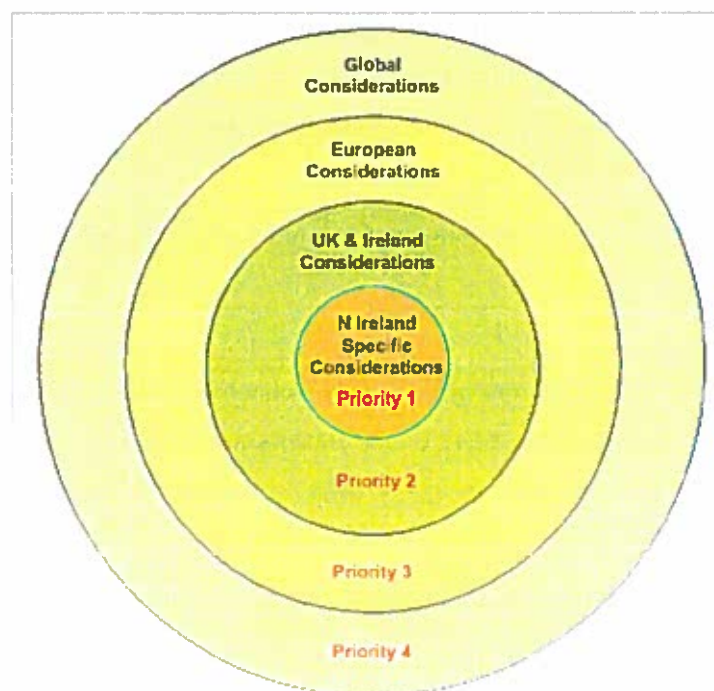 Global
Considerations
European
Considerations
UK & Ireland
Considerations
N Ireland
Specific
Considerations
Priority 1
Priority 2
Priority 3
Priority 4